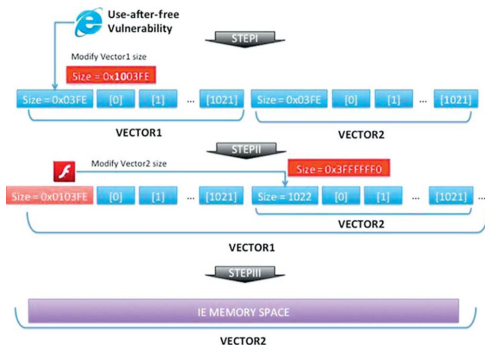 Use-after-free
Vulnerability
STEPI
Modify Vector1 size
Size = 0x1003FE
Size = 0x03FE [0] [1] ... [1021] Size = 0x03FE [0] [1] ... [1021]
VECTOR1 VECTOR2
STEPII
Modify Vector2 size
Size = 0x3FFFFFF0
Size = 0x0103FE [0] [1] ... [1021] Size = 1022 [0] [1] ... [1021] ...
VECTOR2
VECTOR1
STEPIII
IE MEMORY SPACE
VECTOR2